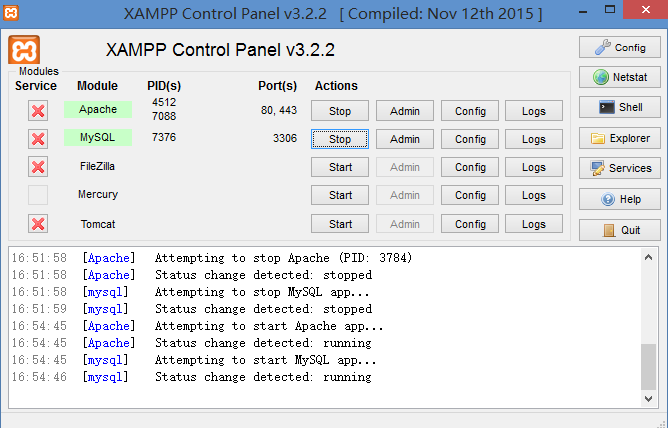 XAMPP Control Panel v3.2.2 [ Compiled: Nov 12th 2015 ]
XAMPP Control Panel v3.2.2
Config
Modules
Service Module PID(s) Port(s) Actions
Netstat
Apache 4512 7088 80, 443 Stop Admin Config Logs
Shell
MySQL 7376 3306 Stop Admin Config Logs
Explorer
FileZilla Start Admin Config Logs
Services
Mercury Start Admin Config Logs
Help
Tomcat Start Admin Config Logs
Quit
16:51:58 [Apache] Attempting to stop Apache (PID: 3784)
16:51:58 [Apache] Status change detected: stopped
16:51:58 [mysql] Attempting to stop MySQL app...
16:51:59 [mysql] Status change detected: stopped
16:54:45 [Apache] Attempting to start Apache app...
16:54:45 [Apache] Status change detected: running
16:54:45 [mysql] Attempting to start MySQL app...
16:54:46 [mysql] Status change detected: running